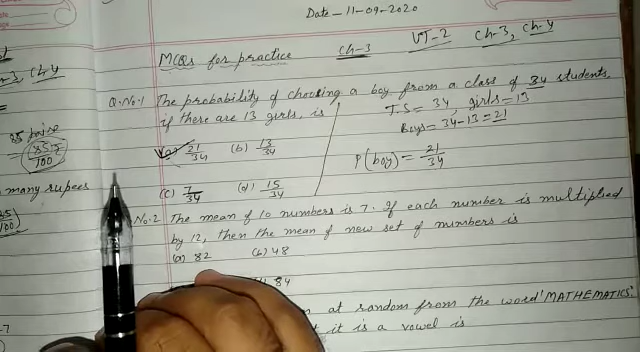 Date - 11-09-2020
MCQs for practice ch-3 VT-2 ch-3, ch-4
Q.No.1 The probability of choosing a boy from a class of 34 students,
if there are 13 girls, is
T.S = 34, girls = 13
Boys = 34 - 13 = 21
(a) 21/34 (b) 13/34
P(boy) = 21/34
(c) 7/34 (d) 15/34
No.2 The mean of 10 numbers is 7. If each number is multiplied
by 12, then the mean of new set of numbers is
(a) 82 (b) 48
84
at random from the word 'MATHEMATICS'.
it is a vowel is
ch 4
85 paise
= 85/100
many rupees